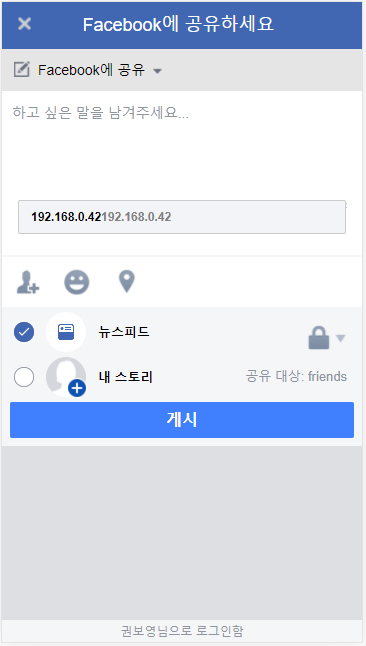 Facebook에 공유하세요
Facebook에 공유
하고 싶은 말을 남겨주세요...
192.168.0.42192.168.0.42
뉴스피드
내 스토리
공유 대상: friends
게시
권보영님으로 로그인함